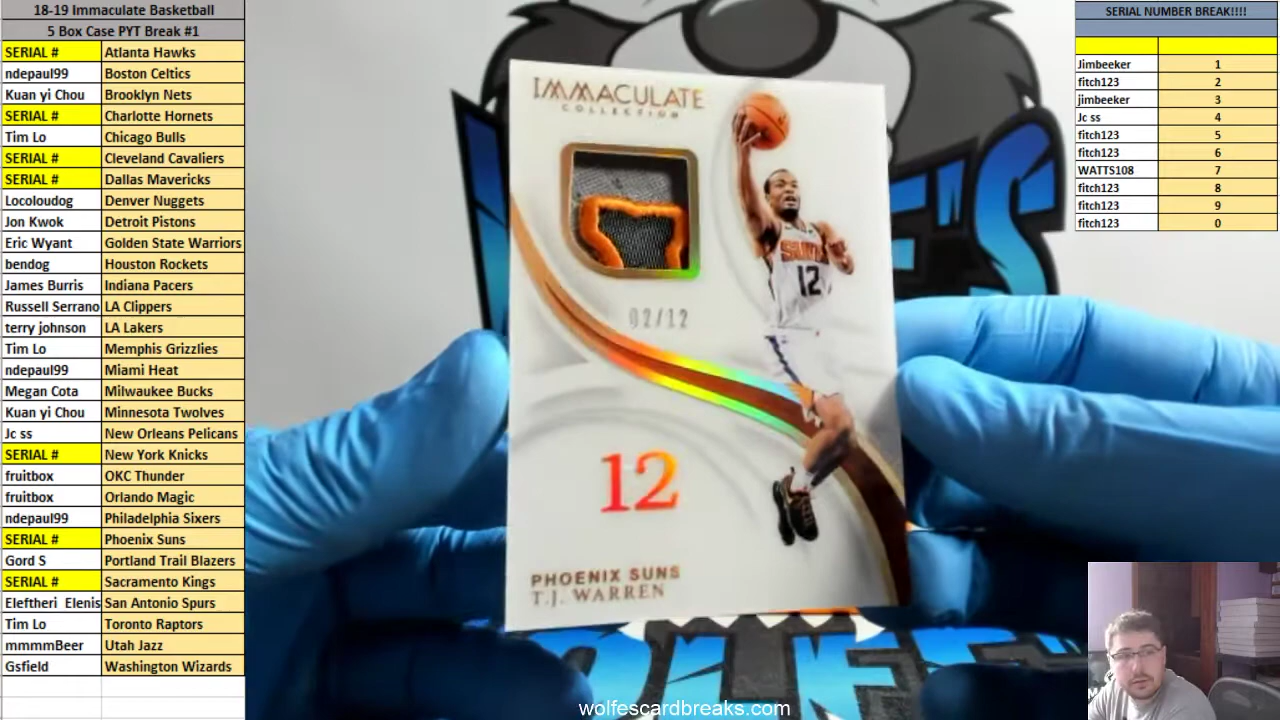 18-19 Immaculate Basketball
5 Box Case PYT Break #1
SERIAL # Atlanta Hawks
ndepaul99 Boston Celtics
Kuan yi Chou Brooklyn Nets
SERIAL # Charlotte Hornets
Tim Lo Chicago Bulls
SERIAL # Cleveland Cavaliers
SERIAL # Dallas Mavericks
Locoloudog Denver Nuggets
Jon Kwok Detroit Pistons
Eric Wyant Golden State Warriors
bendog Houston Rockets
James Burris Indiana Pacers
Russell Serrano LA Clippers
terry johnson LA Lakers
Tim Lo Memphis Grizzlies
ndepaul99 Miami Heat
Megan Cota Milwaukee Bucks
Kuan yi Chou Minnesota Twolves
Jc ss New Orleans Pelicans
SERIAL # New York Knicks
fruitbox OKC Thunder
fruitbox Orlando Magic
ndepaul99 Philadelphia Sixers
SERIAL # Phoenix Suns
Gord S Portland Trail Blazers
SERIAL # Sacramento Kings
Eleftheri Elenis San Antonio Spurs
Tim Lo Toronto Raptors
mmmmBeer Utah Jazz
Gsfield Washington Wizards
IMMACULATE
COLLECTION
SUNS
12
02/12
12
PHOENIX SUNS
T.J. WARREN
wolfescardbreaks.com
SERIAL NUMBER BREAK!!!!
Jimbeeker 1
fitch123 2
jimbeeker 3
Jc ss 4
fitch123 5
fitch123 6
WATTS108 7
fitch123 8
fitch123 9
fitch123 0